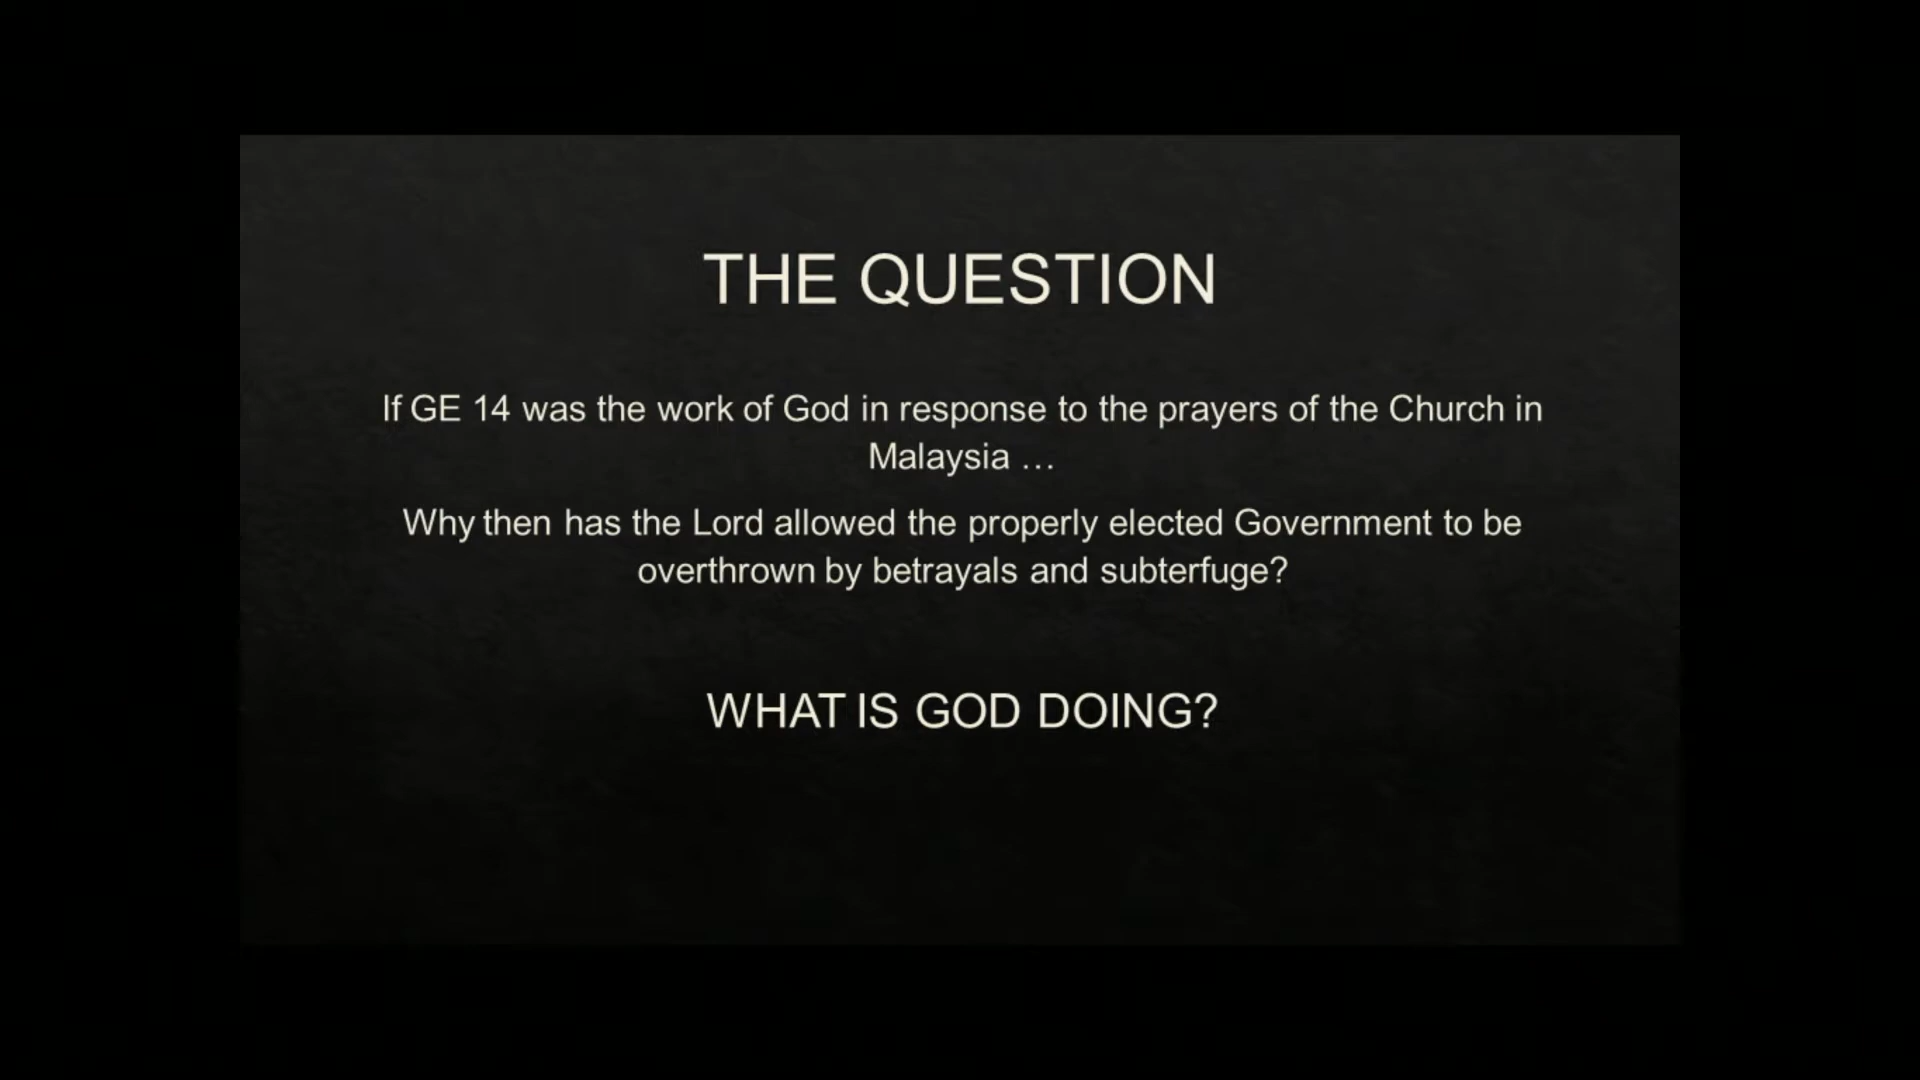 THE QUESTION
If GE 14 was the work of God in response to the prayers of the Church in
Malaysia …
Why then has the Lord allowed the properly elected Government to be
overthrown by betrayals and subterfuge?
WHAT IS GOD DOING?